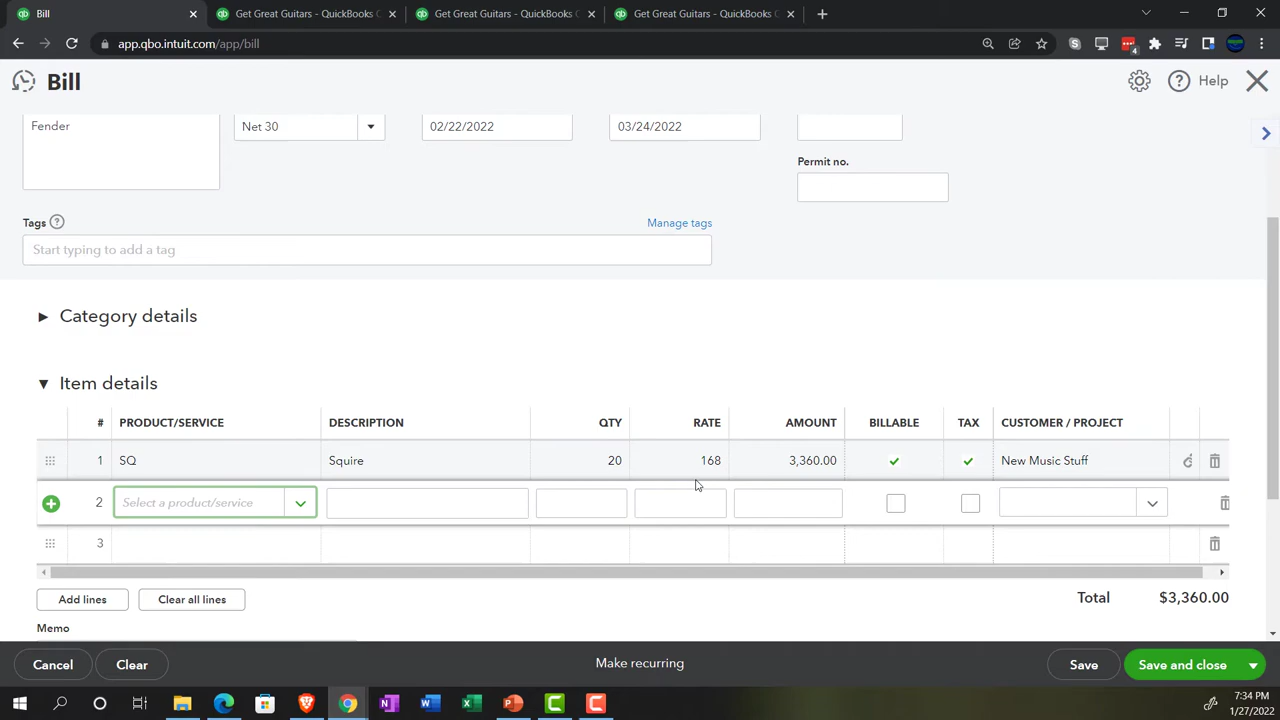 Bill
Get Great Guitars - QuickBooks O
Get Great Guitars - QuickBooks O
Get Great Guitars - QuickBooks O
app.qbo.intuit.com/app/bill
4
Bill
Help
Fender
Net 30
02/22/2022
03/24/2022
Permit no.
Tags
Manage tags
Start typing to add a tag
Category details
Item details
# PRODUCT/SERVICE DESCRIPTION QTY RATE AMOUNT BILLABLE TAX CUSTOMER / PROJECT
1 SQ Squire 20 168 3,360.00 New Music Stuff
2 Select a product/service
3
Add lines
Clear all lines
Total $3,360.00
Memo
Cancel
Clear
Make recurring
Save
Save and close
7:34 PM
1/27/2022